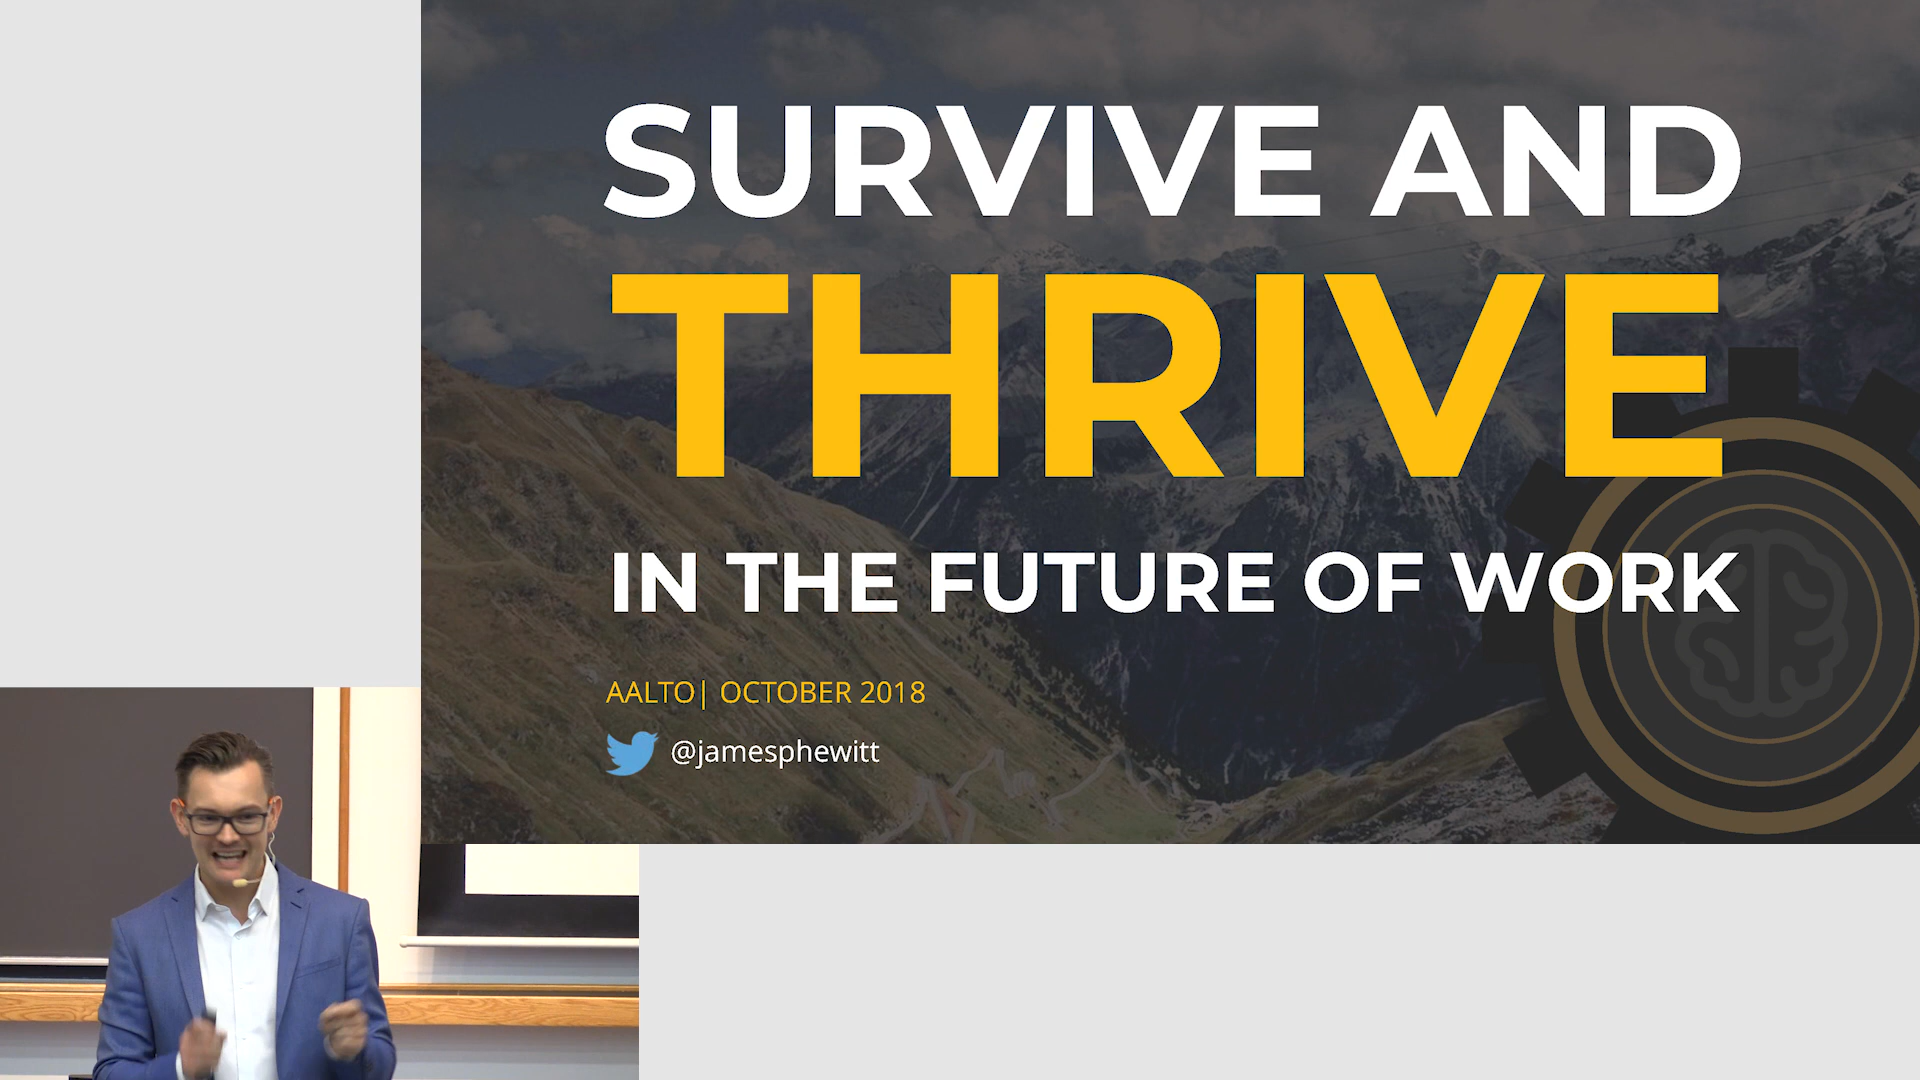 SURVIVE AND
THRIVE
IN THE FUTURE OF WORK
AALTO| OCTOBER 2018
@jamesphewitt